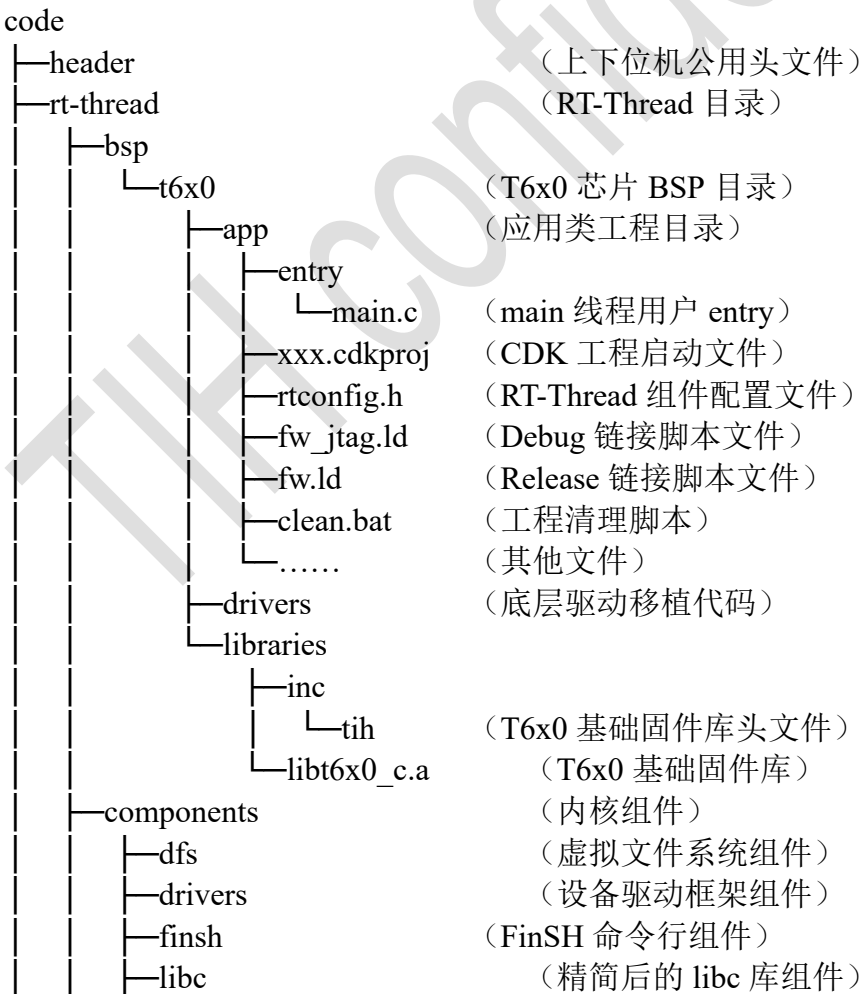 code
├─header （上下位机公用头文件）
├─rt-thread （RT-Thread 目录）
│ ├─bsp
│ │ └─t6x0 （T6x0 芯片 BSP 目录）
│ │ ├─app （应用类工程目录）
│ │ │ ├─entry
│ │ │ │ └─main.c （main 线程用户 entry）
│ │ │ ├─xxx.cdkproj （CDK 工程启动文件）
│ │ │ ├─rtconfig.h （RT-Thread 组件配置文件）
│ │ │ ├─fw_jtag.ld （Debug 链接脚本文件）
│ │ │ ├─fw.ld （Release 链接脚本文件）
│ │ │ ├─clean.bat （工程清理脚本）
│ │ │ └─…… （其他文件）
│ │ ├─drivers （底层驱动移植代码）
│ │ └─libraries
│ │ ├─inc
│ │ │ └─tih （T6x0 基础固件库头文件）
│ │ └─libt6x0_c.a （T6x0 基础固件库）
│ ├─components （内核组件）
│ │ ├─dfs （虚拟文件系统组件）
│ │ ├─drivers （设备驱动框架组件）
│ │ ├─finsh （FinSH 命令行组件）
│ │ ├─libc （精简后的 libc 库组件）